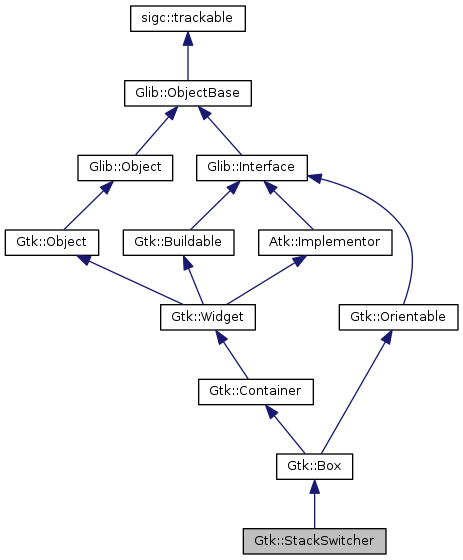 sigc::trackable
Glib::ObjectBase
Glib::Object
Glib::Interface
Gtk::Object
Gtk::Buildable
Atk::Implementor
Gtk::Widget
Gtk::Orientable
Gtk::Container
Gtk::Box
Gtk::StackSwitcher